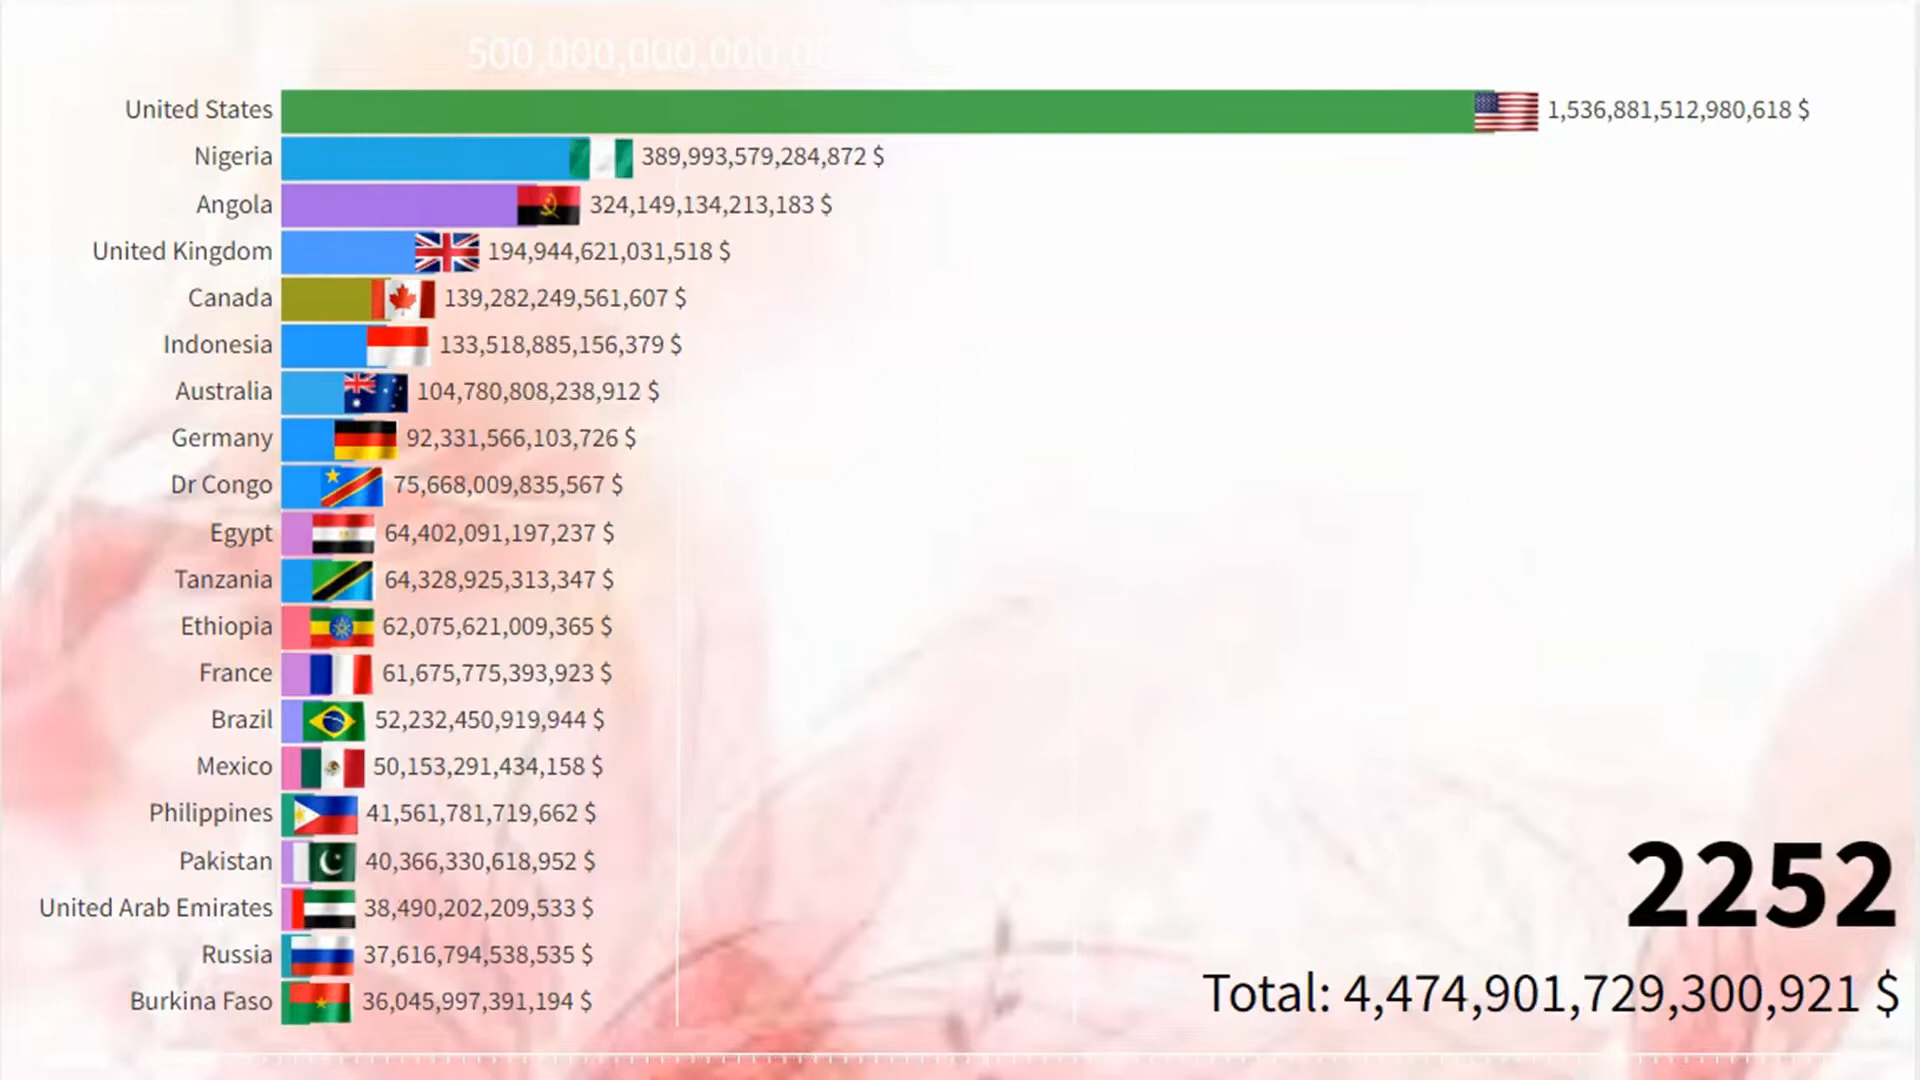 500,000,000,000,00
United States 1,536,881,512,980,618 $
Nigeria 389,993,579,284,872 $
Angola 324,149,134,213,183 $
United Kingdom 194,944,621,031,518 $
Canada 139,282,249,561,607 $
Indonesia 133,518,885,156,379 $
Australia 104,780,808,238,912 $
Germany 92,331,566,103,726 $
Dr Congo 75,668,009,835,567 $
Egypt 64,402,091,197,237 $
Tanzania 64,328,925,313,347 $
Ethiopia 62,075,621,009,365 $
France 61,675,775,393,923 $
Brazil 52,232,450,919,944 $
Mexico 50,153,291,434,158 $
Philippines 41,561,781,719,662 $
Pakistan 40,366,330,618,952 $
United Arab Emirates 38,490,202,209,533 $
Russia 37,616,794,538,535 $
Burkina Faso 36,045,997,391,194 $
2252
Total: 4,474,901,729,300,921 $